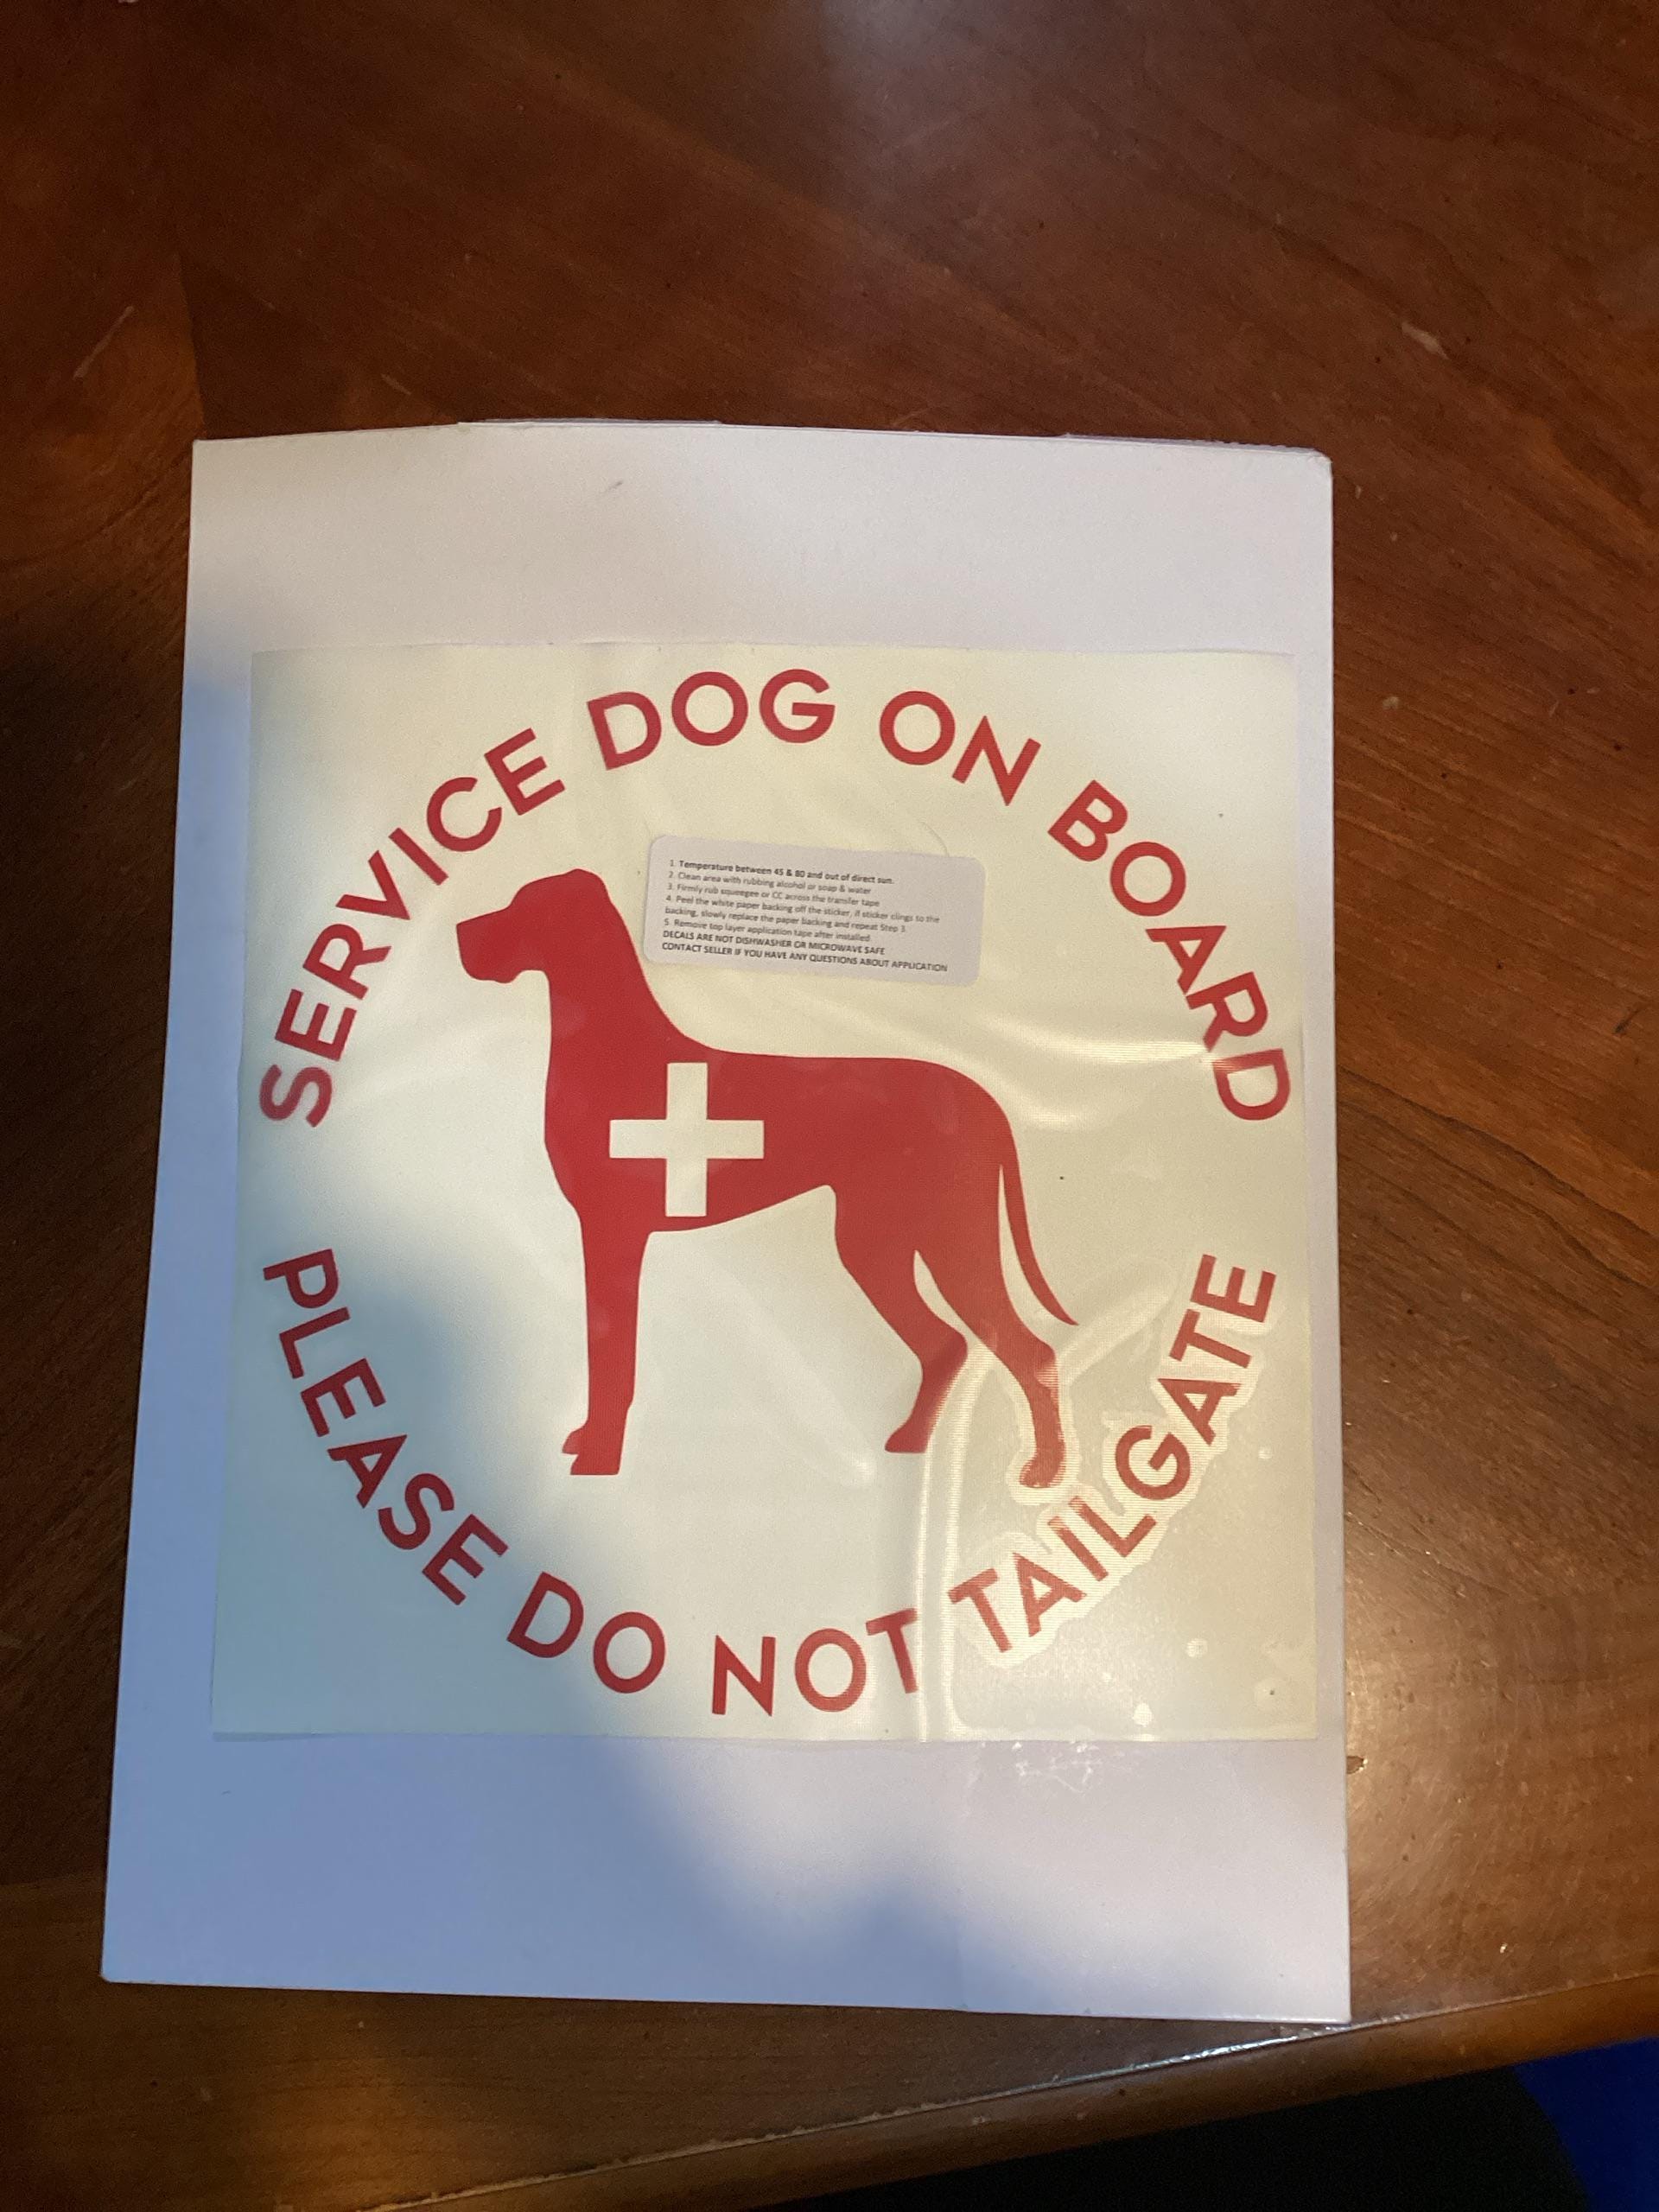 SERVICE DOG ON BOARD
1. Temperature between 45 & 80 and out of direct sun.
2. Clean area with rubbing alcohol or soap & water
3. Firmly rub squeegee or CC across the transfer tape
4. Peel the white paper backing off the sticker, if sticker clings to the
backing, slowly replace the paper backing and repeat Step 3.
5. Remove top layer application tape after installed.
DECALS ARE NOT DISHWASHER OR MICROWAVE SAFE
CONTACT SELLER IF YOU HAVE ANY QUESTIONS ABOUT APPLICATION
PLEASE DO NOT TAILGATE